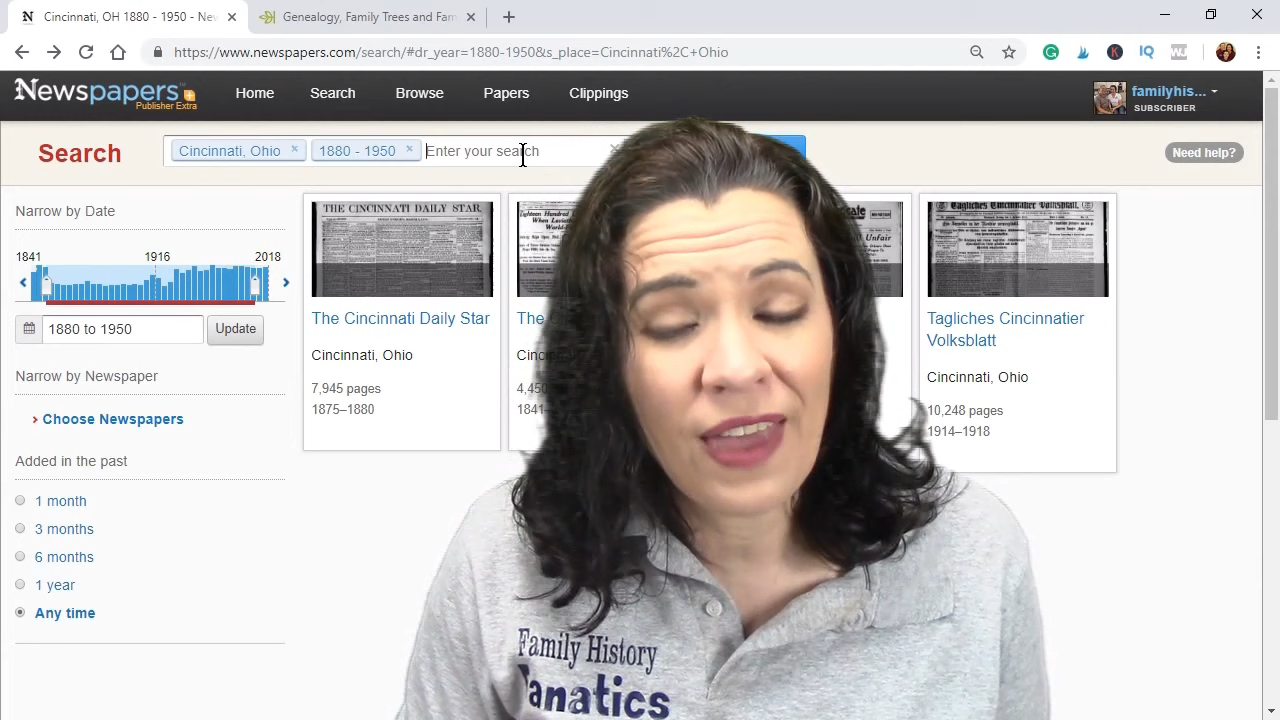 Cincinnati, OH 1880 - 1950 - Nev
Genealogy, Family Trees and Fam
https://www.newspapers.com/search/#dr_year=1880-1950&s_place=Cincinnati%2C+Ohio
Newspapers
Publisher Extra
Home Search Browse Papers Clippings
familyhis...
SUBSCRIBER
Search
Cincinnati, Ohio × 1880 - 1950 × Enter your search
Need help?
Narrow by Date
1841 1916 2018
1880 to 1950 Update
Narrow by Newspaper
Choose Newspapers
Added in the past
1 month
3 months
6 months
1 year
Any time
THE CINCINNATI DAILY STAR.
The Cincinnati Daily Star
Cincinnati, Ohio
7,945 pages
1875–1880
The
4,450
1841–
Unfair
Tägliches Cincinnatier Volksblatt.
Tagliches Cincinnatier
Volksblatt
Cincinnati, Ohio
10,248 pages
1914–1918
Family History
Fanatics